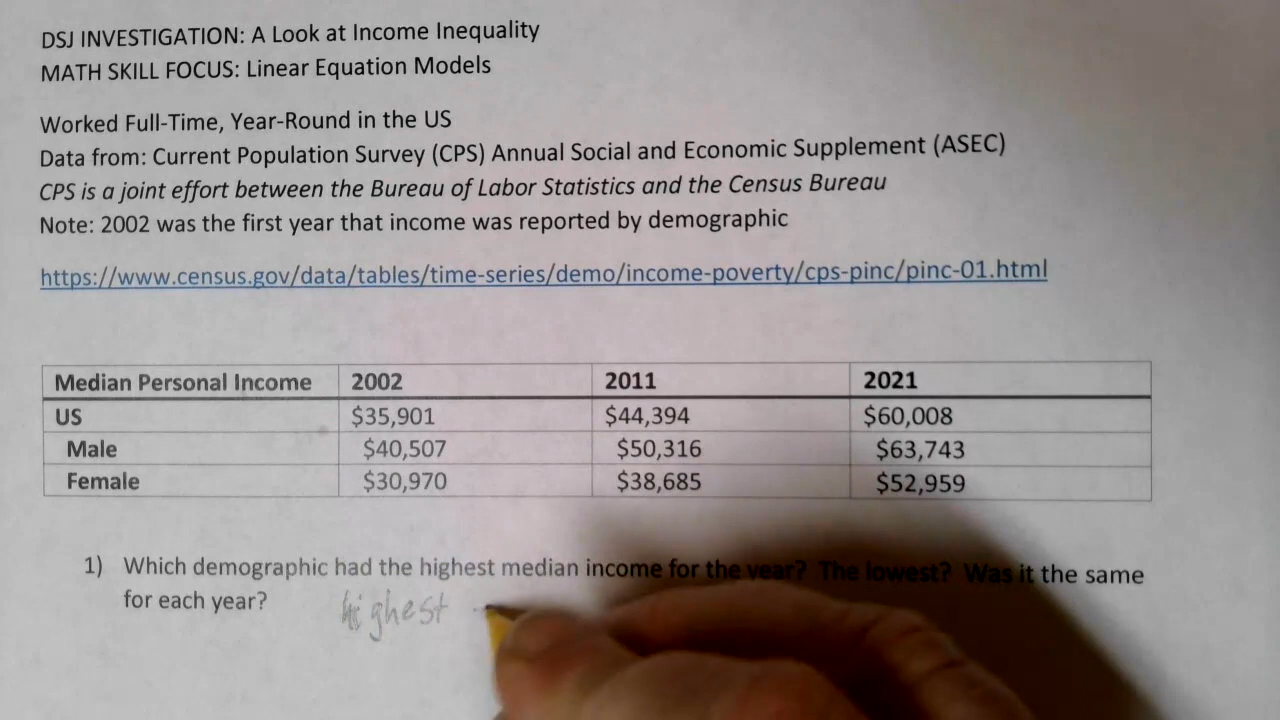 DSJ INVESTIGATION: A Look at Income Inequality
MATH SKILL FOCUS: Linear Equation Models
Worked Full-Time, Year-Round in the US
Data from: Current Population Survey (CPS) Annual Social and Economic Supplement (ASEC)
CPS is a joint effort between the Bureau of Labor Statistics and the Census Bureau
Note: 2002 was the first year that income was reported by demographic
https://www.census.gov/data/tables/time-series/demo/income-poverty/cps-pinc/pinc-01.html
Median Personal Income 2002 2011 2021
US $35,901 $44,394 $60,008
Male $40,507 $50,316 $63,743
Female $30,970 $38,685 $52,959
1) Which demographic had the highest median income for the year? The lowest? Was it the same
for each year? highest